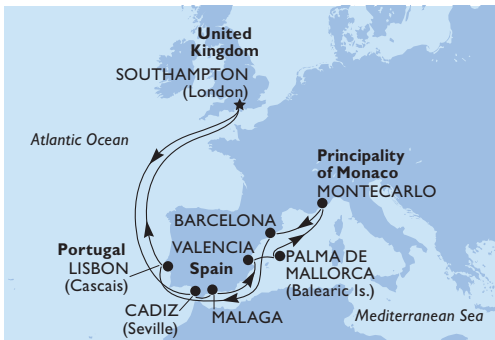 United
Kingdom
SOUTHAMPTON
(London)
Atlantic Ocean
Principality
of Monaco
MONTECARLO
BARCELONA
VALENCIA
Portugal
LISBON
(Cascais)
Spain
PALMA DE
MALLORCA
(Balearic Is.)
CADIZ
(Seville)
MALAGA
Mediterranean Sea